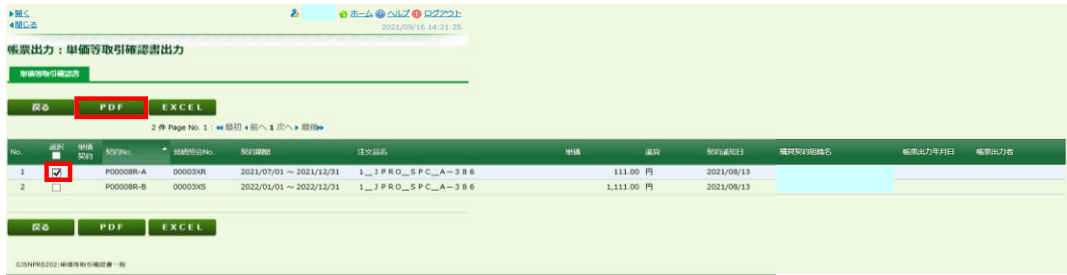 ▶開く
◀閉じる
ホーム ヘルプ ログアウト
2021/09/16 14:21:25
帳票出力:単価等取引確認書出力
単価等取引確認書
戻る PDF EXCEL
2 件 Page No. 1 : ◀◀最初 ◀前へ 1 次へ▶ 最後▶▶
No. 選択 単価契約 契約No. 見積照会No. 契約期間 注文品名 単価 通貨 契約通知日 購買契約組織名 帳票出力年月日 帳票出力者
1 P00008R-A 00003XR 2021/07/01 ~ 2021/12/31 1__JPRO__SPC__A-386 111.00 円 2021/08/13
2 P00008R-B 00003XS 2022/01/01 ~ 2022/12/31 1__JPRO__SPC__A-386 1,111.00 円 2021/08/13
戻る PDF EXCEL
GJSNPR0202:単価等取引確認書一覧